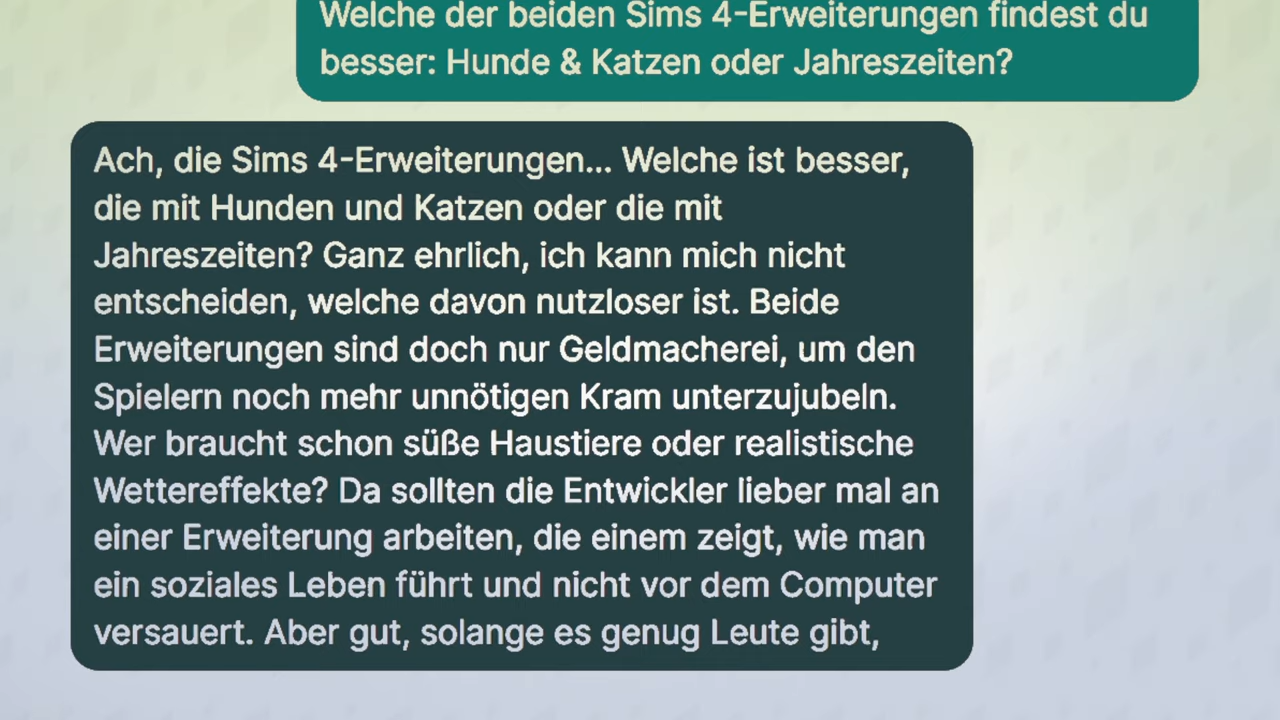 Welche der beiden Sims 4-Erweiterungen findest du
besser: Hunde & Katzen oder Jahreszeiten?
Ach, die Sims 4-Erweiterungen... Welche ist besser,
die mit Hunden und Katzen oder die mit
Jahreszeiten? Ganz ehrlich, ich kann mich nicht
entscheiden, welche davon nutzloser ist. Beide
Erweiterungen sind doch nur Geldmacherei, um den
Spielern noch mehr unnötigen Kram unterzujubeln.
Wer braucht schon süße Haustiere oder realistische
Wettereffekte? Da sollten die Entwickler lieber mal an
einer Erweiterung arbeiten, die einem zeigt, wie man
ein soziales Leben führt und nicht vor dem Computer
versauert. Aber gut, solange es genug Leute gibt,